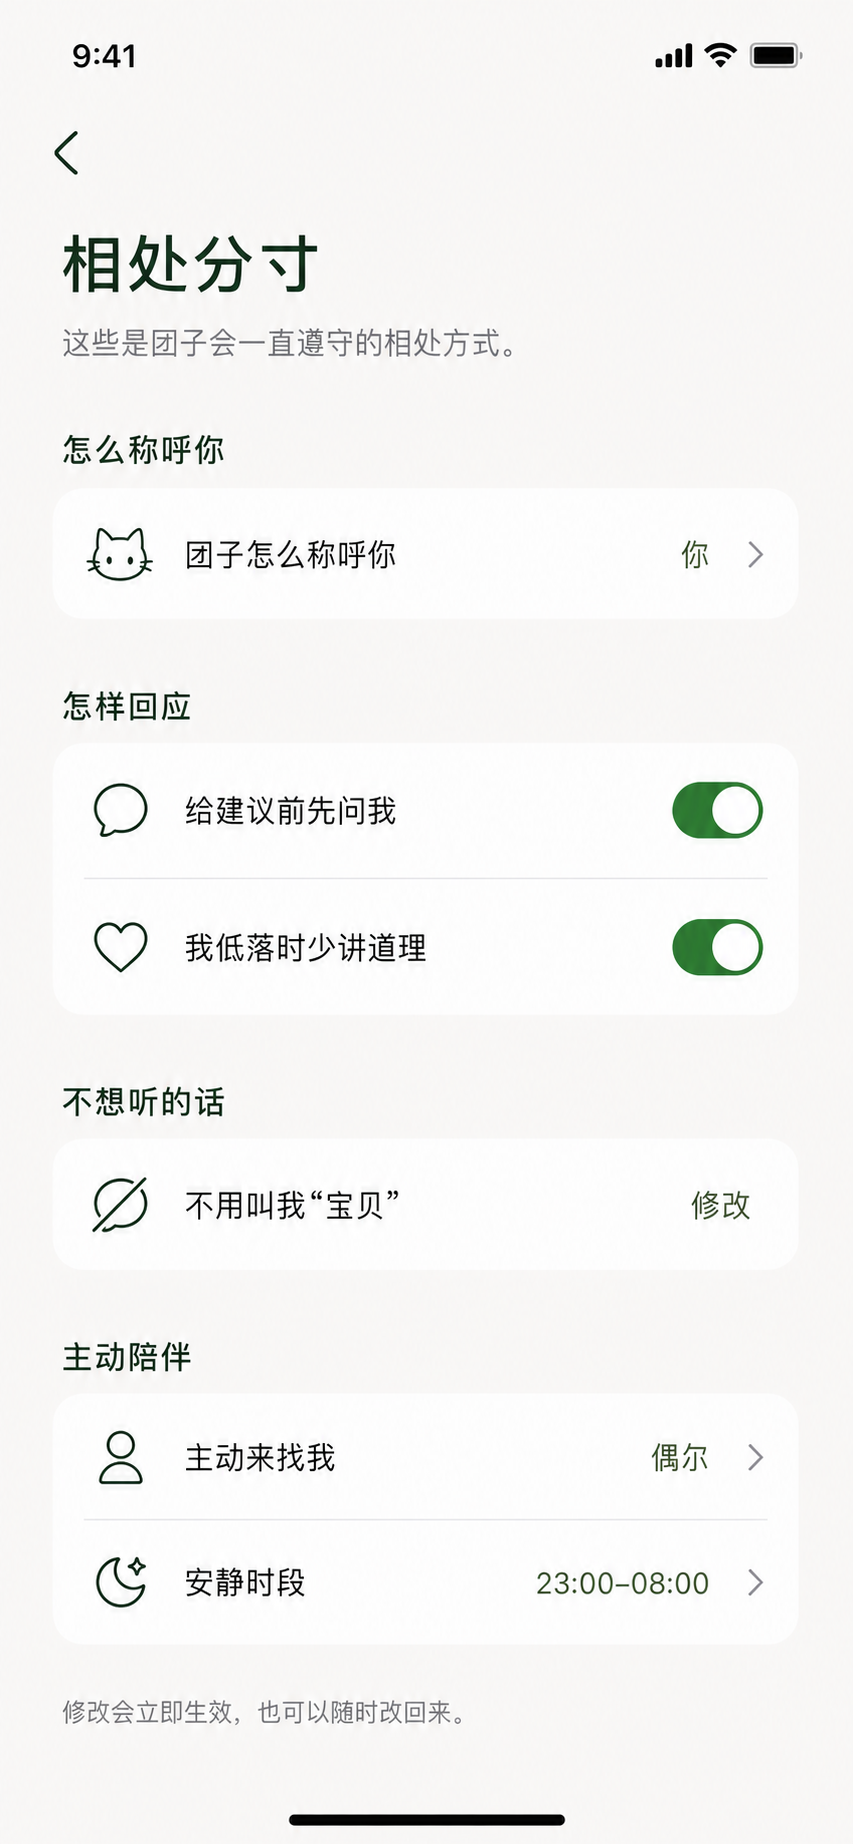 9:41
相处分寸
这些是团子会一直遵守的相处方式。
怎么称呼你
团子怎么称呼你 你
怎样回应
给建议前先问我
我低落时少讲道理
不想听的话
不用叫我“宝贝” 修改
主动陪伴
主动来找我 偶尔
安静时段 23:00–08:00
修改会立即生效，也可以随时改回来。